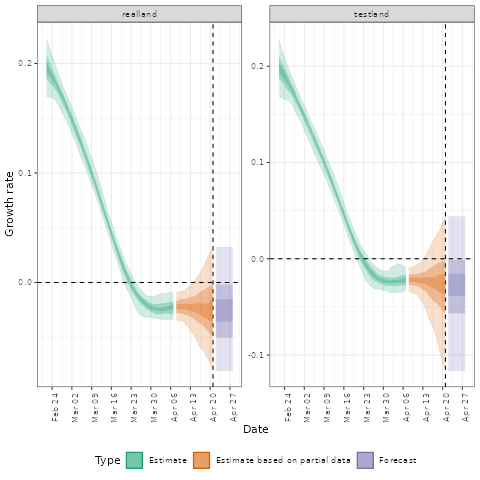 realland
testland
Growth rate
0.2
0.1
0.0
0.2
0.1
0.0
-0.1
Feb 24
Mar 02
Mar 09
Mar 16
Mar 23
Mar 30
Apr 06
Apr 13
Apr 20
Apr 27
Feb 24
Mar 02
Mar 09
Mar 16
Mar 23
Mar 30
Apr 06
Apr 13
Apr 20
Apr 27
Date
Type Estimate Estimate based on partial data Forecast